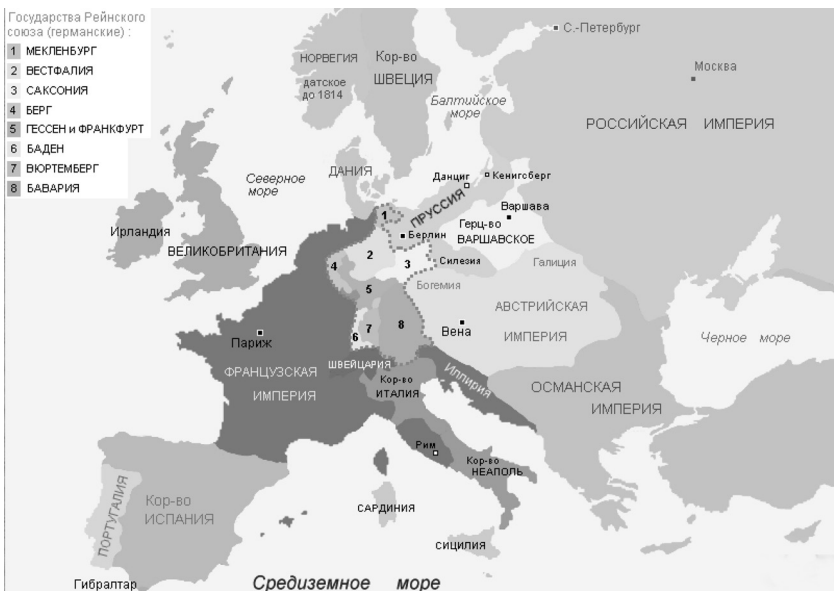 Государства Рейнского
союза (германские) :
1 МЕКЛЕНБУРГ
2 ВЕСТФАЛИЯ
3 САКСОНИЯ
4 БЕРГ
5 ГЕССЕН и ФРАНКФУРТ
6 БАДЕН
7 ВЮРТЕМБЕРГ
8 БАВАРИЯ
С.-Петербург
Москва
НОРВЕГИЯ
датское
до 1814
Кор-во
ШВЕЦИЯ
Балтийское
море
РОССИЙСКАЯ ИМПЕРИЯ
Северное
море
ДАНИЯ
Данциг
Кенигсберг
ПРУССИЯ
Варшава
Герц-во
ВАРШАВСКОЕ
Ирландия
ВЕЛИКОБРИТАНИЯ
1
Берлин
2
3
4
5
6
7
8
Силезия
Галиция
Богемия
АВСТРИЙСКАЯ
ИМПЕРИЯ
Вена
Париж
ФРАНЦУЗСКАЯ
ИМПЕРИЯ
ШВЕЙЦАРИЯ
Кор-во
ИТАЛИЯ
Иллирия
Черное море
ОСМАНСКАЯ
ИМПЕРИЯ
Рим
Кор-во
НЕАПОЛЬ
ПОРТУГАЛИЯ
Кор-во
ИСПАНИЯ
САРДИНИЯ
СИЦИЛИЯ
Гибралтар
Средиземное море